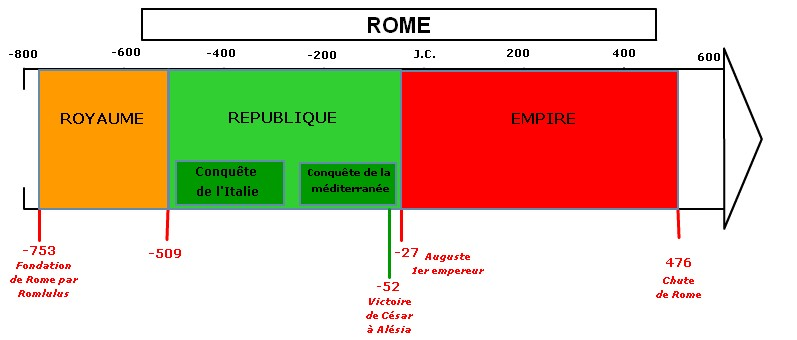 ROME
-800 -600 -400 -200 J.C. 200 400 600
ROYAUME
REPUBLIQUE
EMPIRE
Conquête
de l'Italie
Conquête de la
méditerranée
-753
Fondation
de Rome par
Romlulus
-509
-52
Victoire
de César
à Alésia
-27 Auguste
1er empereur
476
Chute
de Rome